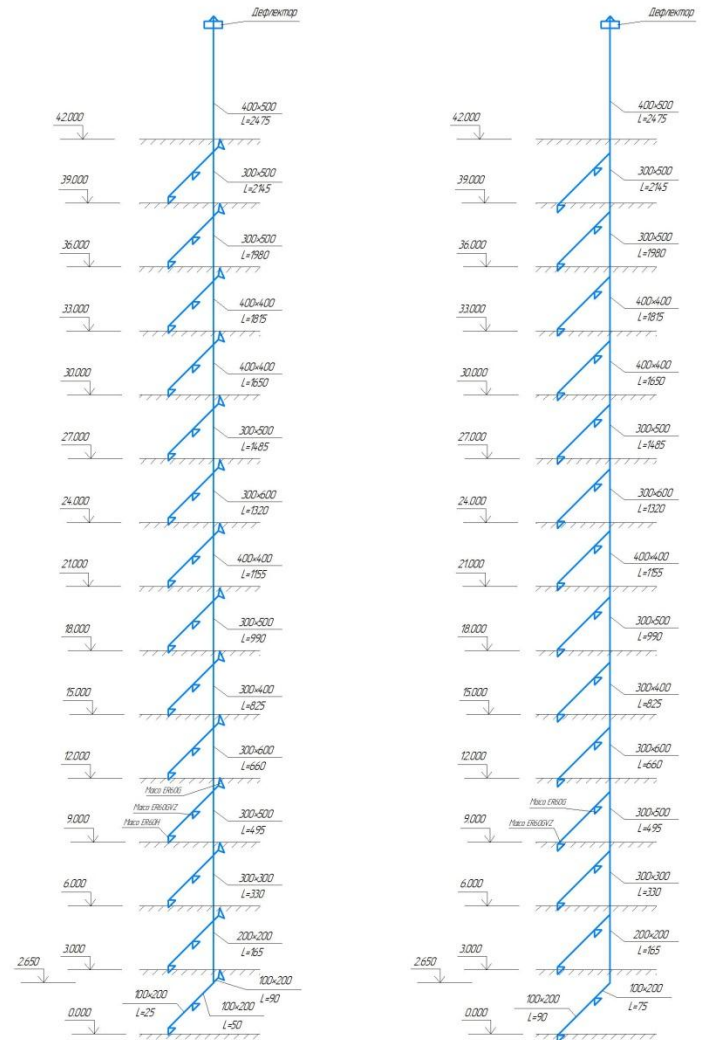 Дефлектор
400×500
L=2475
42.000
300×500
L=2145
39.000
300×500
L=1980
36.000
400×400
L=1815
33.000
400×400
L=1650
30.000
300×500
L=1485
27.000
300×600
L=1320
24.000
400×400
L=1155
21.000
300×500
L=990
18.000
300×400
L=825
15.000
300×600
L=660
12.000
Maico ER60G
Maico ER60GVZ
Maico ER60H
300×500
L=495
9.000
300×300
L=330
6.000
200×200
L=165
3.000
2.650
100×200
L=90
100×200
L=25
100×200
L=50
0.000
Дефлектор
400×500
L=2475
42.000
300×500
L=2145
39.000
300×500
L=1980
36.000
400×400
L=1815
33.000
400×400
L=1650
30.000
300×500
L=1485
27.000
300×600
L=1320
24.000
400×400
L=1155
21.000
300×500
L=990
18.000
300×400
L=825
15.000
300×600
L=660
12.000
Maico ER60G
Maico ER60GVZ
300×500
L=495
9.000
300×300
L=330
6.000
200×200
L=165
3.000
2.650
100×200
L=75
100×200
L=90
0.000